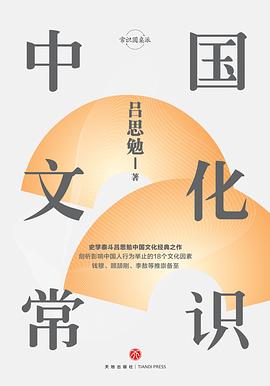 常识圆桌派
中国
文化
常识
吕思勉
著
史学泰斗吕思勉中国文化经典之作
剖析影响中国人行为举止的18个文化因素
钱穆、顾颉刚、李敖等推崇备至
天地出版社 | TIANDI PRESS